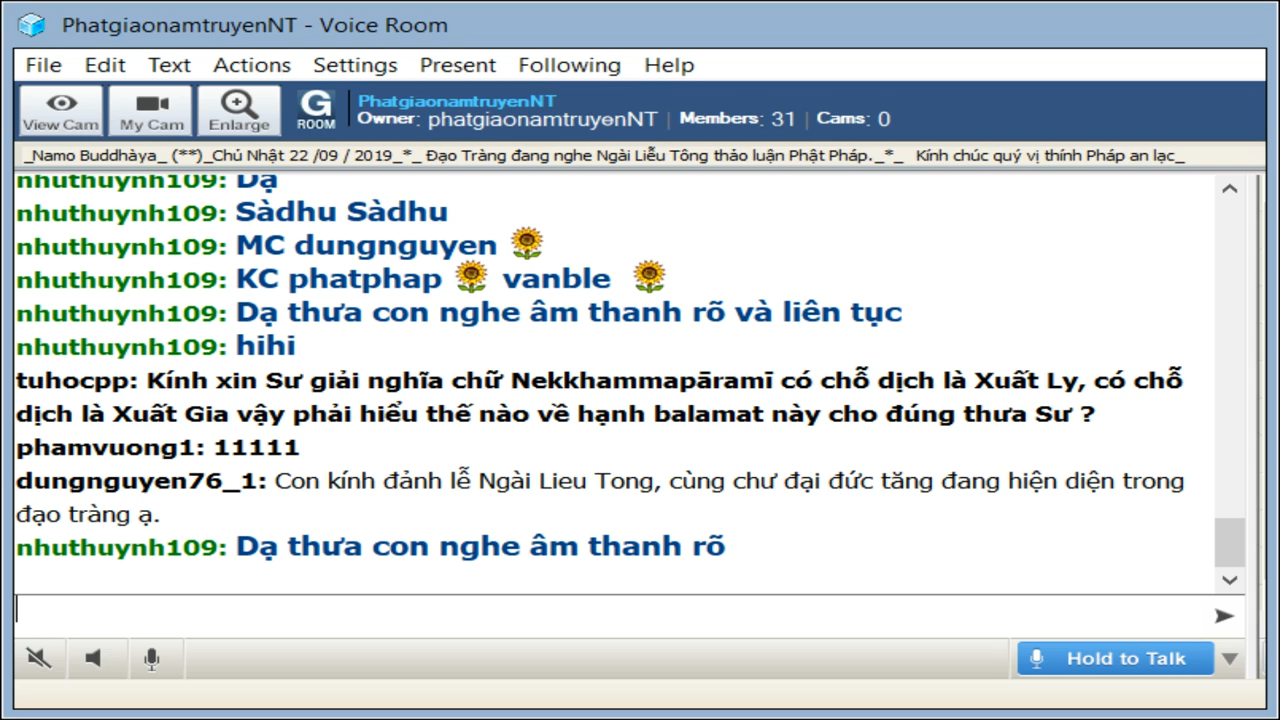 PhatgiaonamtruyenNT - Voice Room
File Edit Text Actions Settings Present Following Help
View Cam My Cam Enlarge G ROOM PhatgiaonamtruyenNT
Owner: phatgiaonamtruyenNT | Members: 31 | Cams: 0
_Namo Buddhàya_ (**)_Chủ Nhật 22 /09 / 2019_*_ Đạo Tràng đang nghe Ngài Liễu Tông thảo luận Phật Pháp._*_ Kính chúc quý vị thính Pháp an lạc_
nhuthuynh109: Dạ
nhuthuynh109: Sàdhu Sàdhu
nhuthuynh109: MC dungnguyen
nhuthuynh109: KC phatphap vanble
nhuthuynh109: Dạ thưa con nghe âm thanh rõ và liên tục
nhuthuynh109: hihi
tuhocpp: Kính xin Sư giải nghĩa chữ Nekkhammapāramī có chỗ dịch là Xuất Ly, có chỗ
dịch là Xuất Gia vậy phải hiểu thế nào về hạnh balamat này cho đúng thưa Sư ?
phamvuong1: 11111
dungnguyen76_1: Con kính đảnh lễ Ngài Lieu Tong, cùng chư đại đức tăng đang hiện diện trong
đạo tràng ạ.
nhuthuynh109: Dạ thưa con nghe âm thanh rõ
Hold to Talk